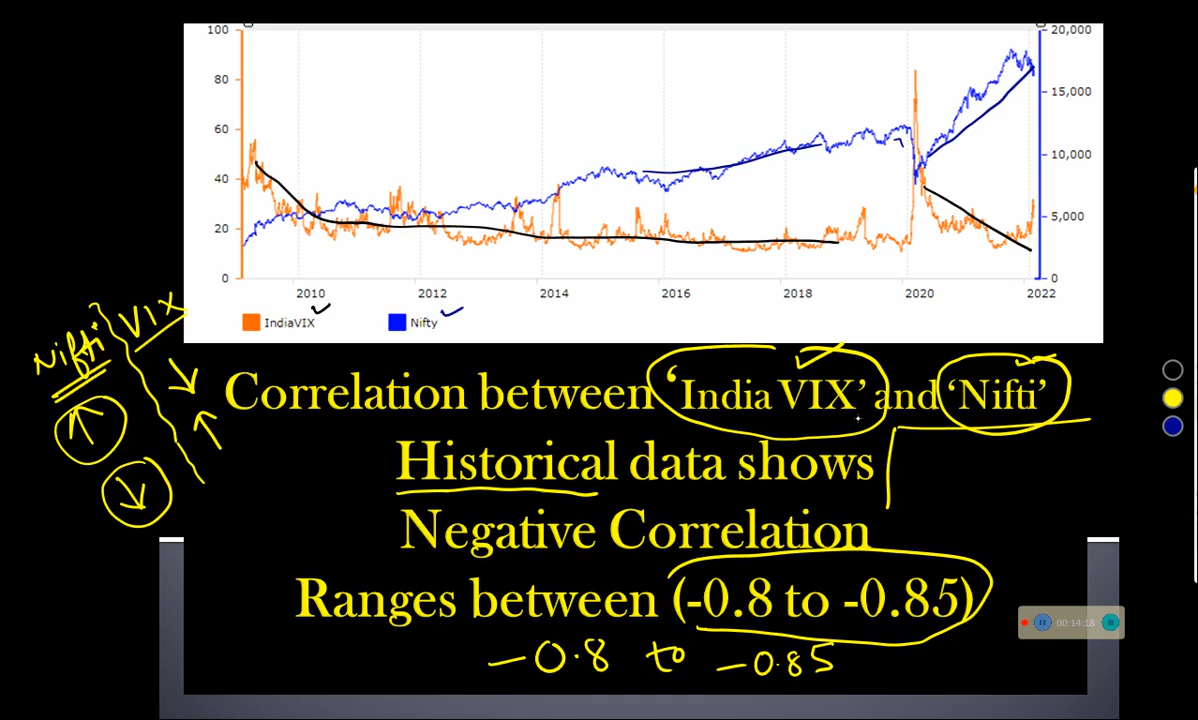 100
20,000
80
15,000
60
10,000
40
5,000
20
0
0
2010
2012
2014
2016
2018
2020
2022
IndiaVIX
Nifty
Nifti
VIX
Correlation between 'India VIX' and 'Nifti'
Historical data shows
Negative Correlation
Ranges between (-0.8 to -0.85)
-0.8 to -0.85
00:14:18